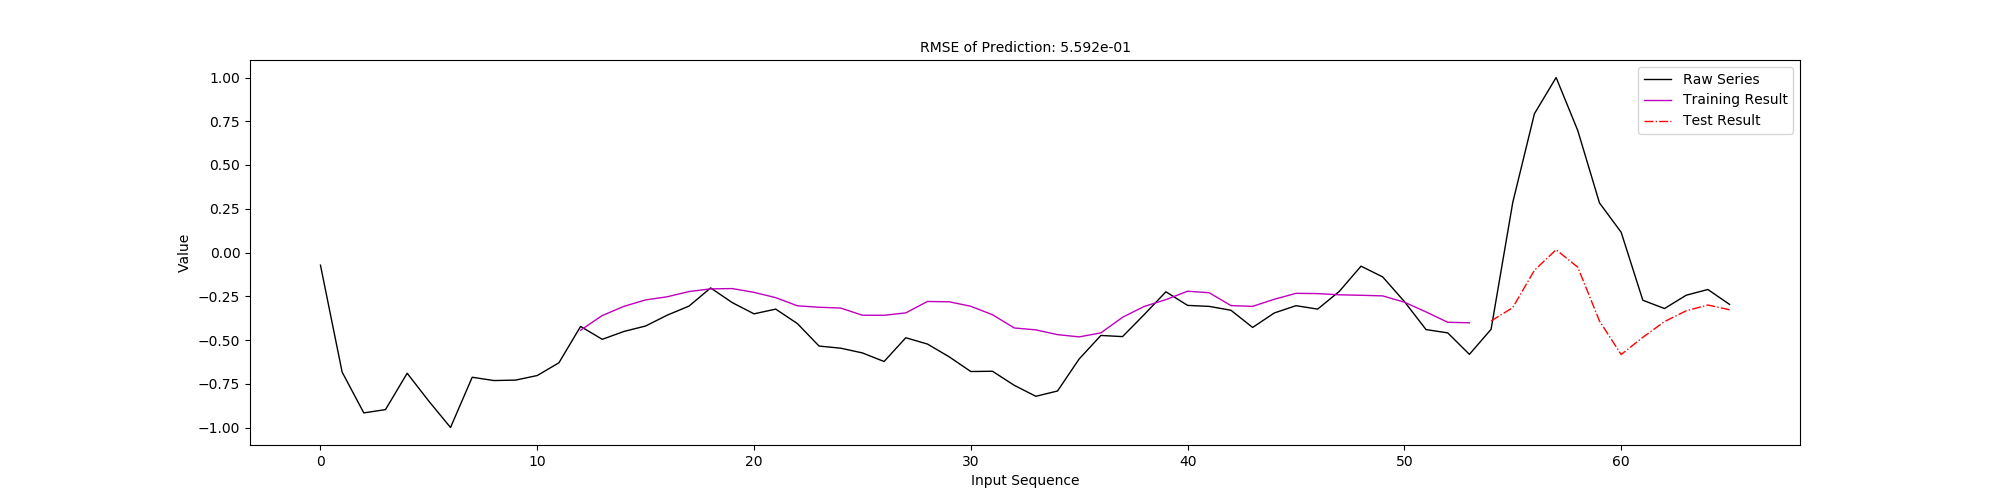 RMSE of Prediction: 5.592e-01
Raw Series
Training Result
Test Result
Value
1.00
0.75
0.50
0.25
0.00
−0.25
−0.50
−0.75
−1.00
0 10 20 30 40 50 60
Input Sequence